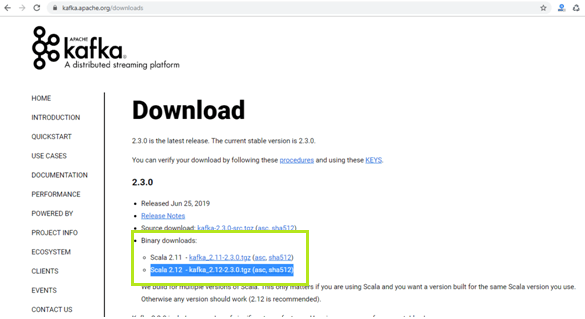 kafka.apache.org/downloads
APACHE
kafka®
A distributed streaming platform
HOME
INTRODUCTION
QUICKSTART
USE CASES
DOCUMENTATION
PERFORMANCE
POWERED BY
PROJECT INFO
ECOSYSTEM
CLIENTS
EVENTS
CONTACT US
Download
2.3.0 is the latest release. The current stable version is 2.3.0.
You can verify your download by following these procedures and using these KEYS.
2.3.0
Released Jun 25, 2019
Release Notes
Source download: kafka-2.3.0-src.tgz (asc, sha512)
Binary downloads:
Scala 2.11 - kafka_2.11-2.3.0.tgz (asc, sha512)
Scala 2.12 - kafka_2.12-2.3.0.tgz (asc, sha512)
We build for multiple versions of Scala. This only matters if you are using Scala and you want a version built for the same Scala version you use.
Otherwise any version should work (2.12 is recommended).